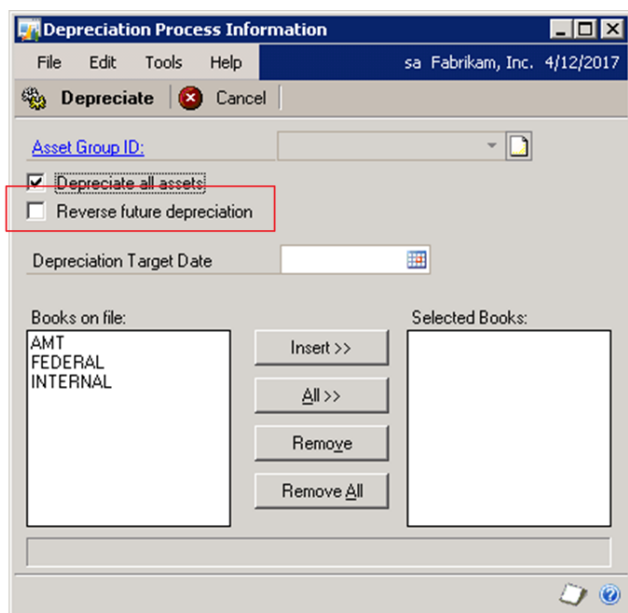 Depreciation Process Information
File Edit Tools Help sa Fabrikam, Inc. 4/12/2017
Depreciate Cancel
Asset Group ID:
Depreciate all assets
Reverse future depreciation
Depreciation Target Date
Books on file: Selected Books:
AMT
FEDERAL
INTERNAL
Insert >>
All >>
Remove
Remove All